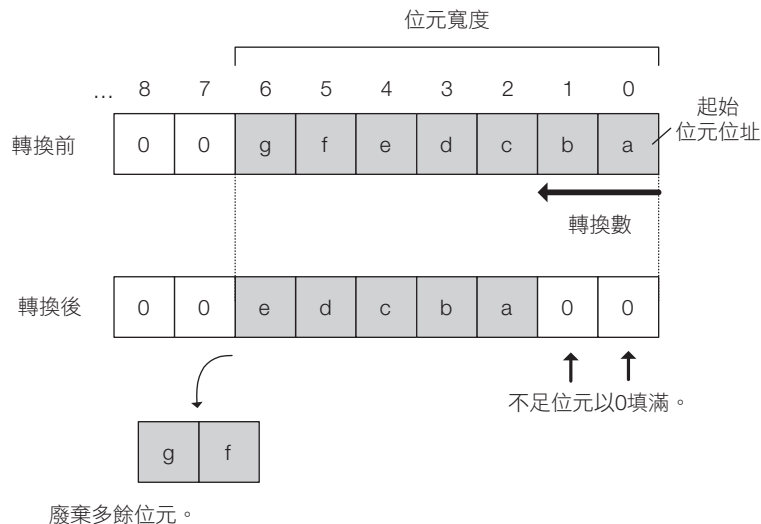 位元寬度
... 8 7 6 5 4 3 2 1 0
起始
位元位址
轉換前 0 0 g f e d c b a
轉換數
轉換後 0 0 e d c b a 0 0
不足位元以0填滿。
g f
廢棄多餘位元。